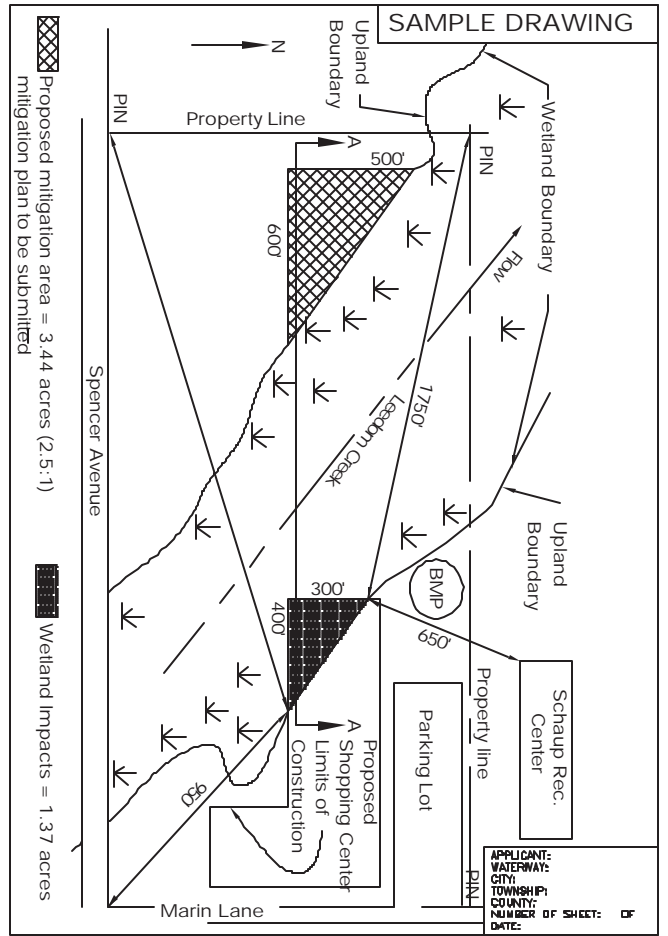 SAMPLE DRAWING
Upland
Boundary
Wetland Boundary
N
PIN
Property Line
PIN
A
500'
600'
Flow
1750'
Leedom Creek
Upland
Boundary
BMP
300'
400'
650'
A
Proposed
Shopping Center
Limits of
Construction
Parking Lot
Property line
Schaup Rec.
Center
950'
PIN
Marin Lane
Spencer Avenue
Proposed mitigation area = 3.44 acres (2.5:1)
mitigation plan to be submitted
Wetland Impacts = 1.37 acres
APPLICANT:
WATERWAY:
CITY:
TOWNSHIP:
COUNTY:
NUMBER OF SHEET: OF
DATE: